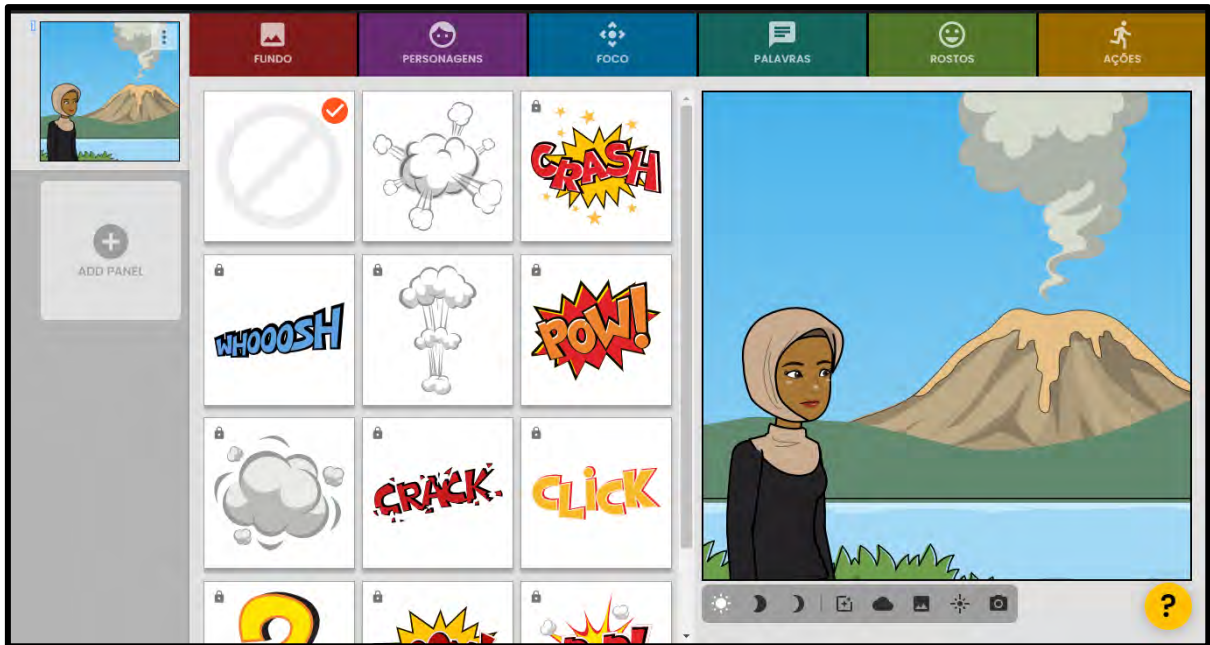 1
FUNDO
PERSONAGENS
FOCO
PALAVRAS
ROSTOS
AÇÕES
ADD PANEL
CRASH
WHOOOSH
POW!
CRACK
CLICK
?